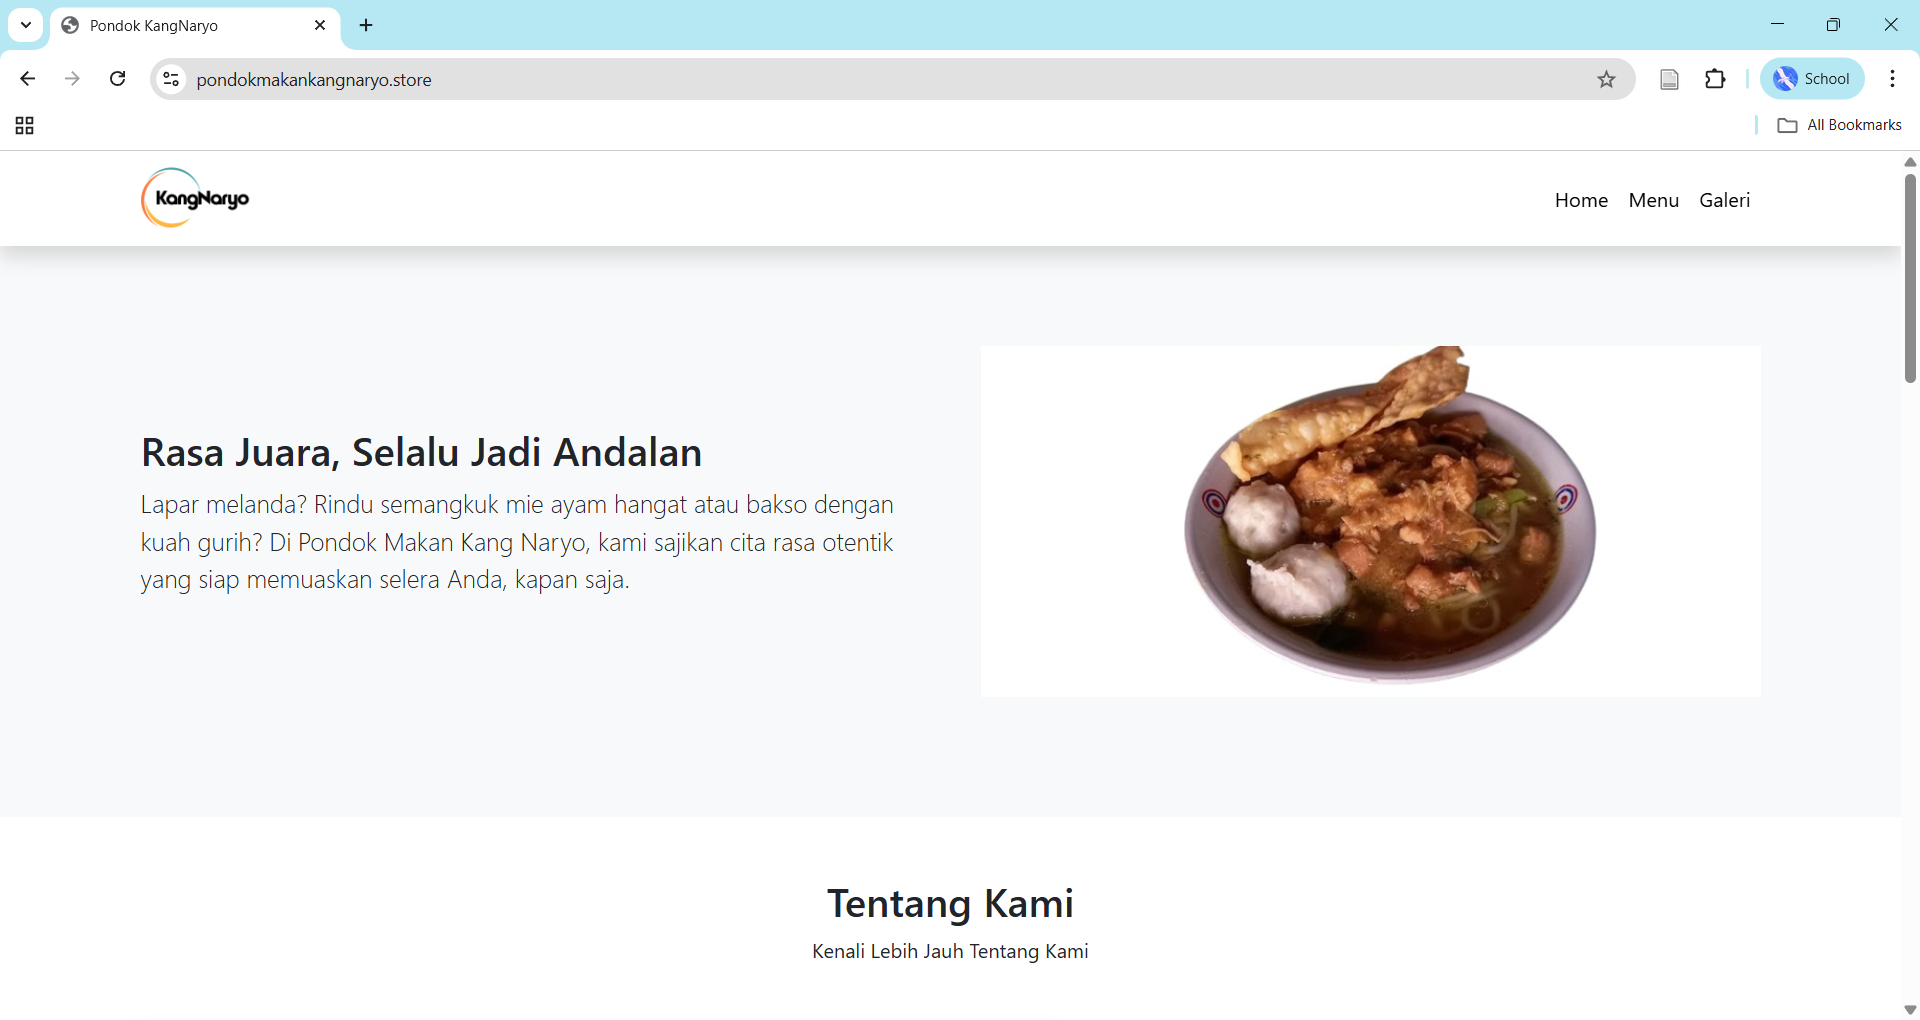 Pondok KangNaryo
pondokmakankangnaryo.store
School
All Bookmarks
KangNaryo
Home Menu Galeri
Rasa Juara, Selalu Jadi Andalan
Lapar melanda? Rindu semangkuk mie ayam hangat atau bakso dengan
kuah gurih? Di Pondok Makan Kang Naryo, kami sajikan cita rasa otentik
yang siap memuaskan selera Anda, kapan saja.
Tentang Kami
Kenali Lebih Jauh Tentang Kami